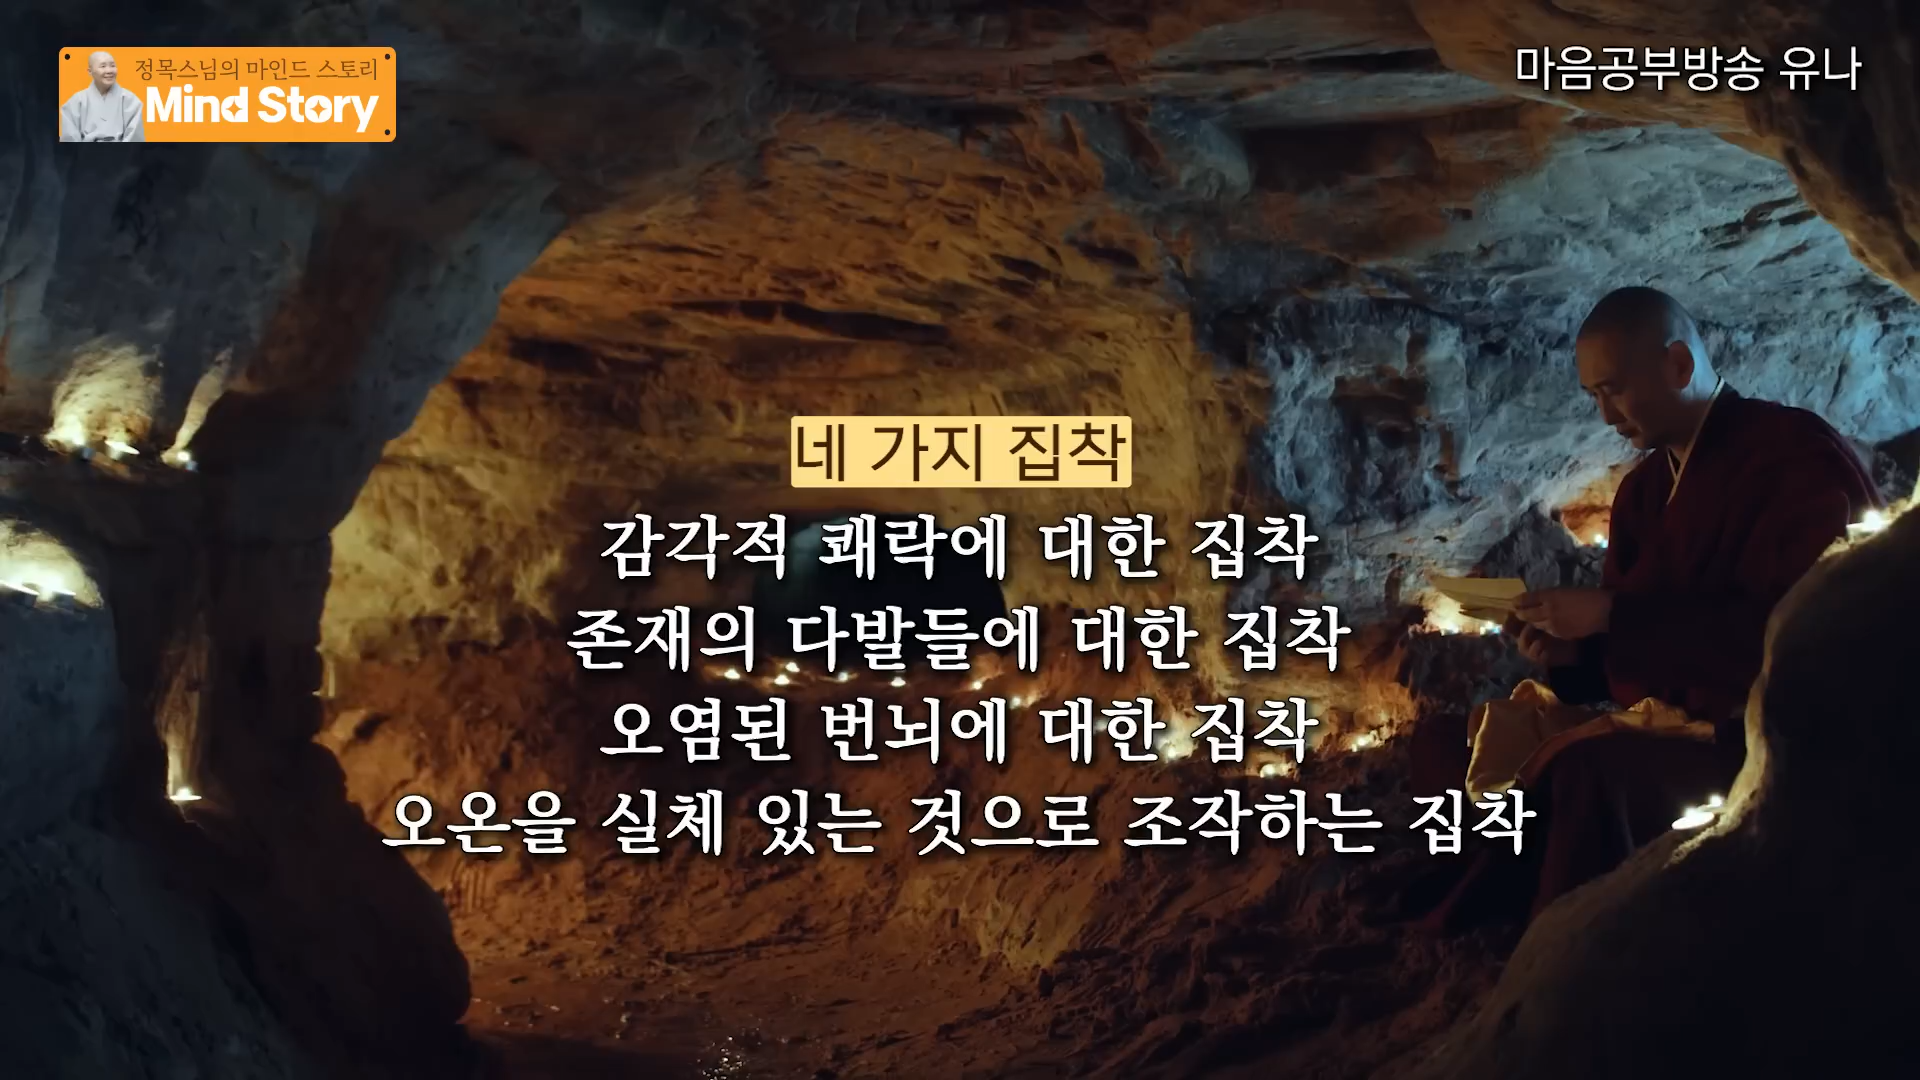 정목스님의 마인드 스토리
Mind Story
마음공부방송 유나
네 가지 집착
감각적 쾌락에 대한 집착
존재의 다발들에 대한 집착
오염된 번뇌에 대한 집착
오온을 실체 있는 것으로 조작하는 집착